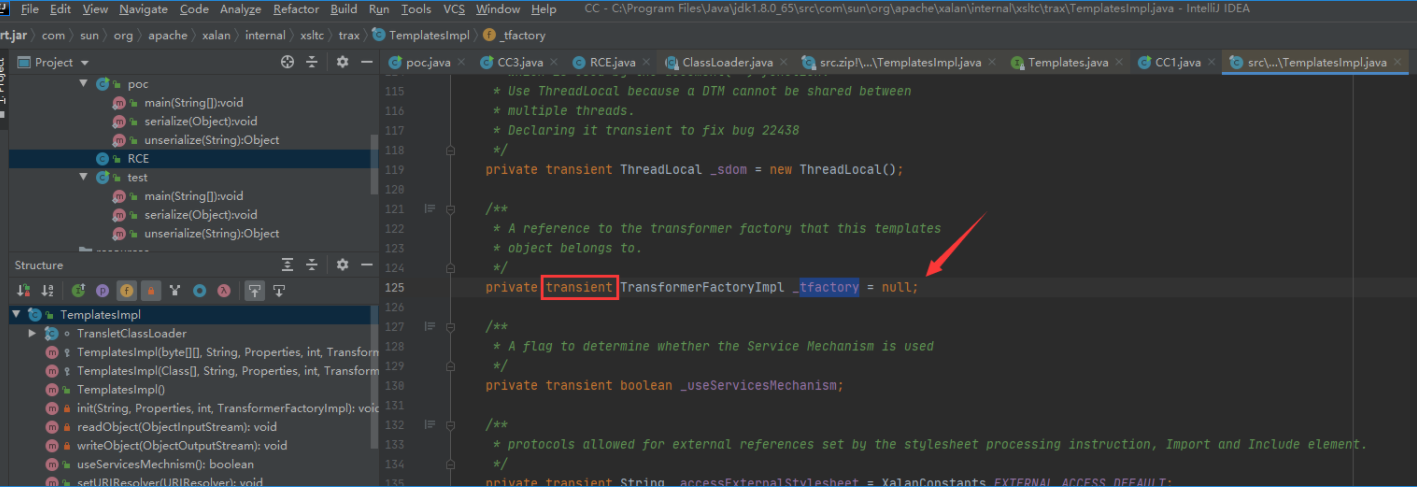 File Edit View Navigate Code Analyze Refactor Build Run Tools VCS Window Help CC - C:\Program Files\Java\jdk1.8.0_65\src\com\sun\org\apache\xalan\internal\xsltc\trax\TemplatesImpl.java - IntelliJ IDEA
rt.jar com sun org apache xalan internal xsltc trax TemplatesImpl _tfactory
Project
poc.java CC3.java RCE.java ClassLoader.java src.zip!\...\TemplatesImpl.java Templates.java CC1.java src\...\TemplatesImpl.java
poc
main(String[]):void
serialize(Object):void
unserialize(String):Object
RCE
test
main(String[]):void
serialize(Object):void
unserialize(String):Object
Structure
TemplatesImpl
TransletClassLoader
TemplatesImpl(byte[][], String, Properties, int, Transform
TemplatesImpl(Class[], String, Properties, int, Transform
TemplatesImpl()
init(String, Properties, int, TransformerFactoryImpl): void
readObject(ObjectInputStream): void
writeObject(ObjectOutputStream): void
useServicesMechnism(): boolean
setURIResolver(URIResolver): void
115 * Use ThreadLocal because a DTM cannot be shared between
116 * multiple threads.
117 * Declaring it transient to fix bug 22438
118 */
119 private transient ThreadLocal _sdom = new ThreadLocal();
120
121 /**
122 * A reference to the transformer factory that this templates
123 * object belongs to.
124 */
125 private transient TransformerFactoryImpl _tfactory = null;
126
127 /**
128 * A flag to determine whether the Service Mechanism is used
129 */
130 private transient boolean _useServicesMechanism;
131
132 /**
133 * protocols allowed for external references set by the stylesheet processing instruction, Import and Include element.
134 */
135 private transient String _accessExternalStylesheet = XalanConstants.EXTERNAL_ACCESS_DEFAULT;